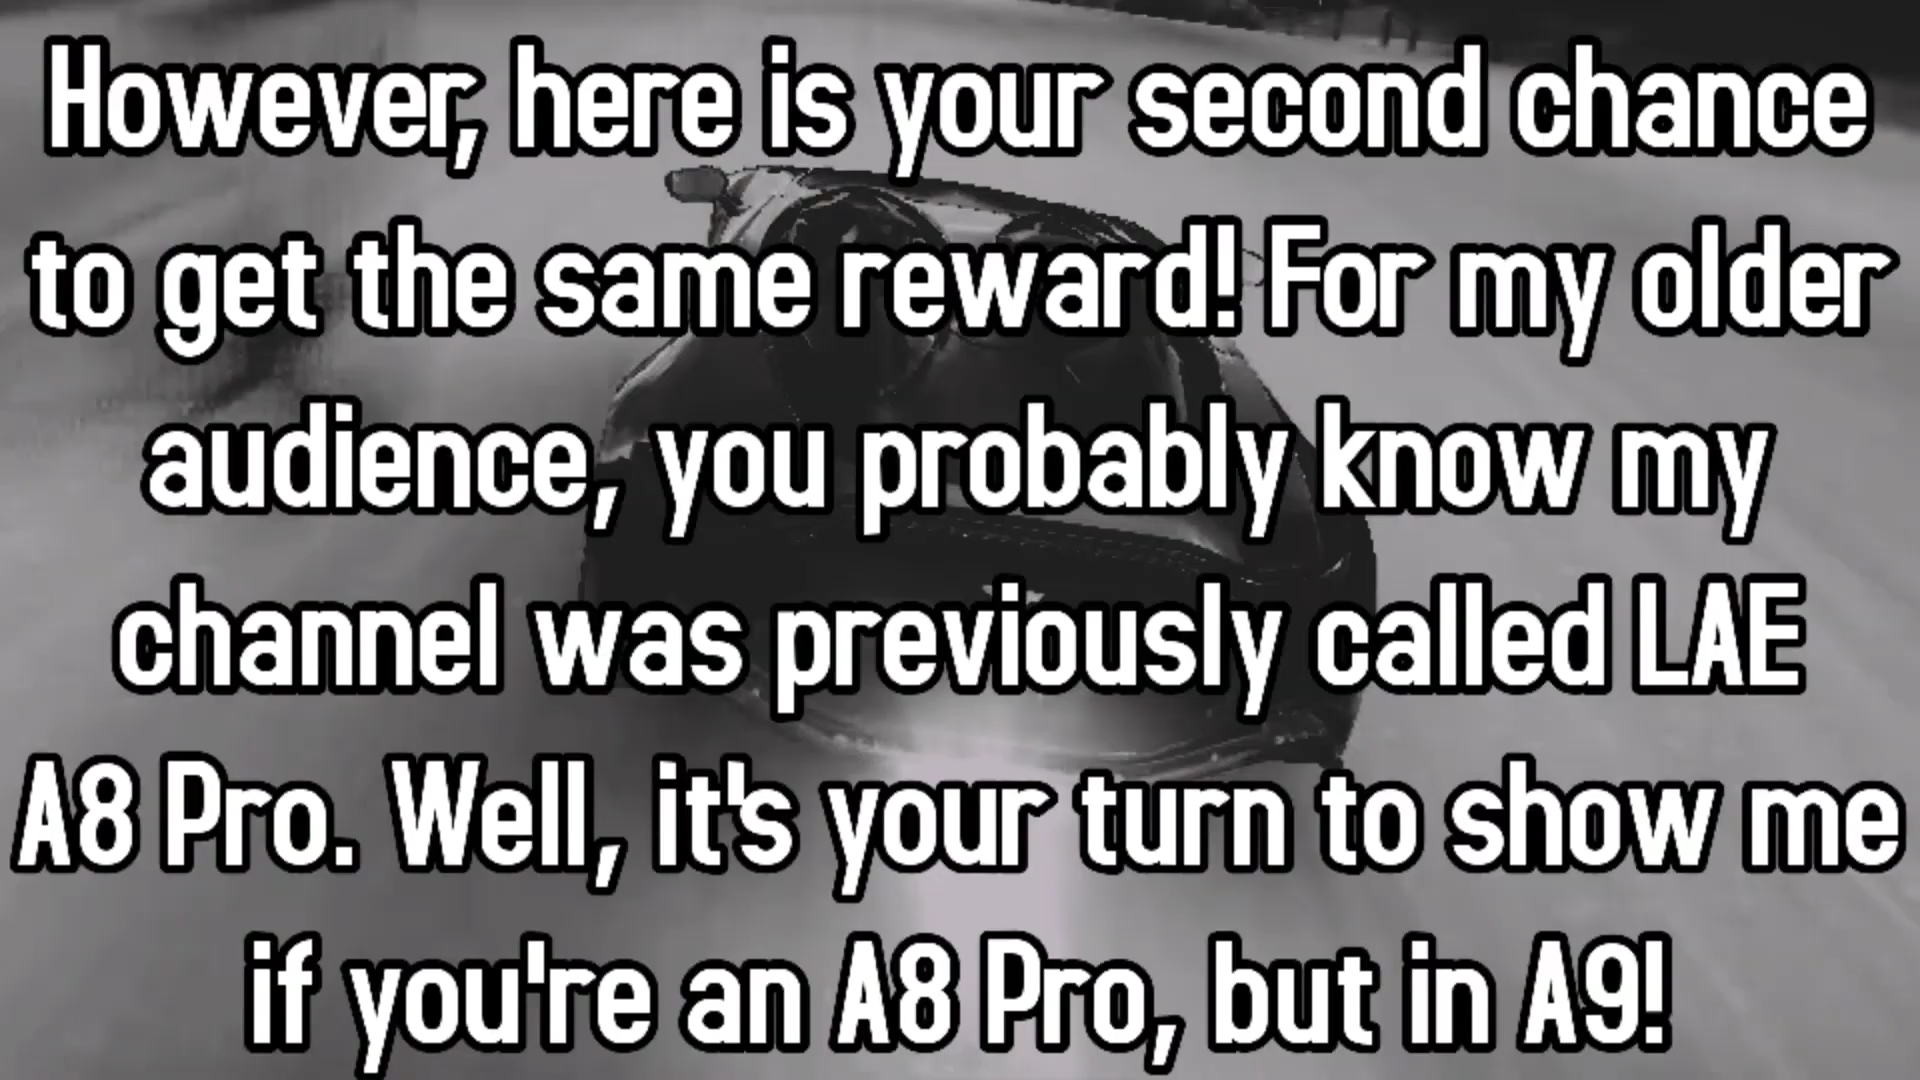 However, here is your second chance
to get the same reward! For my older
audience, you probably know my
channel was previously called LAE
A8 Pro. Well, it's your turn to show me
if you're an A8 Pro, but in A9!